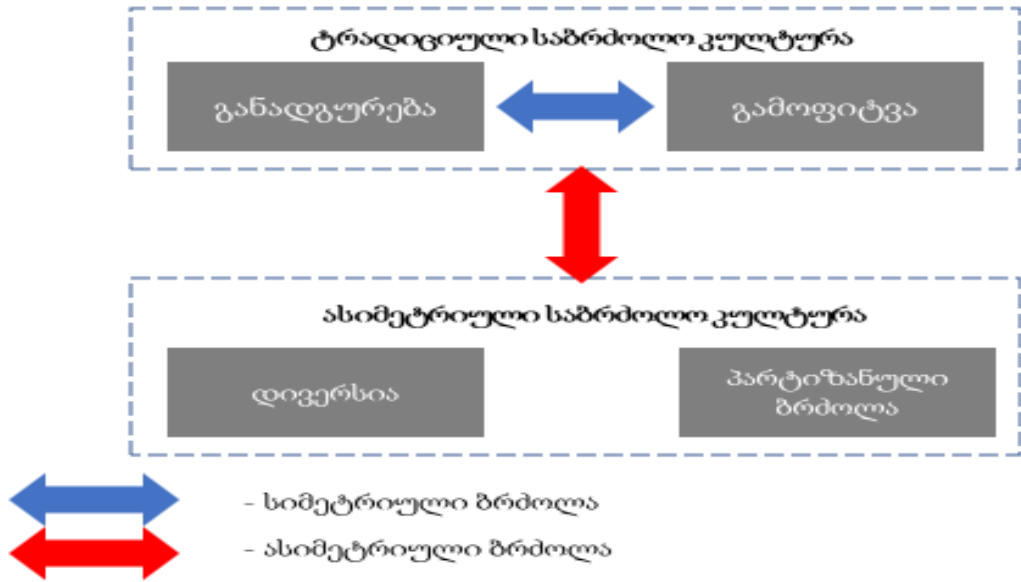 ტრადიციული საბრძოლო კულტურა
განადგურება
გამოფიტვა
ასიმეტრიული საბრძოლო კულტურა
დივერსია
პარტიზანული
ბრძოლა
- სიმეტრიული ბრძოლა
- ასიმეტრიული ბრძოლა